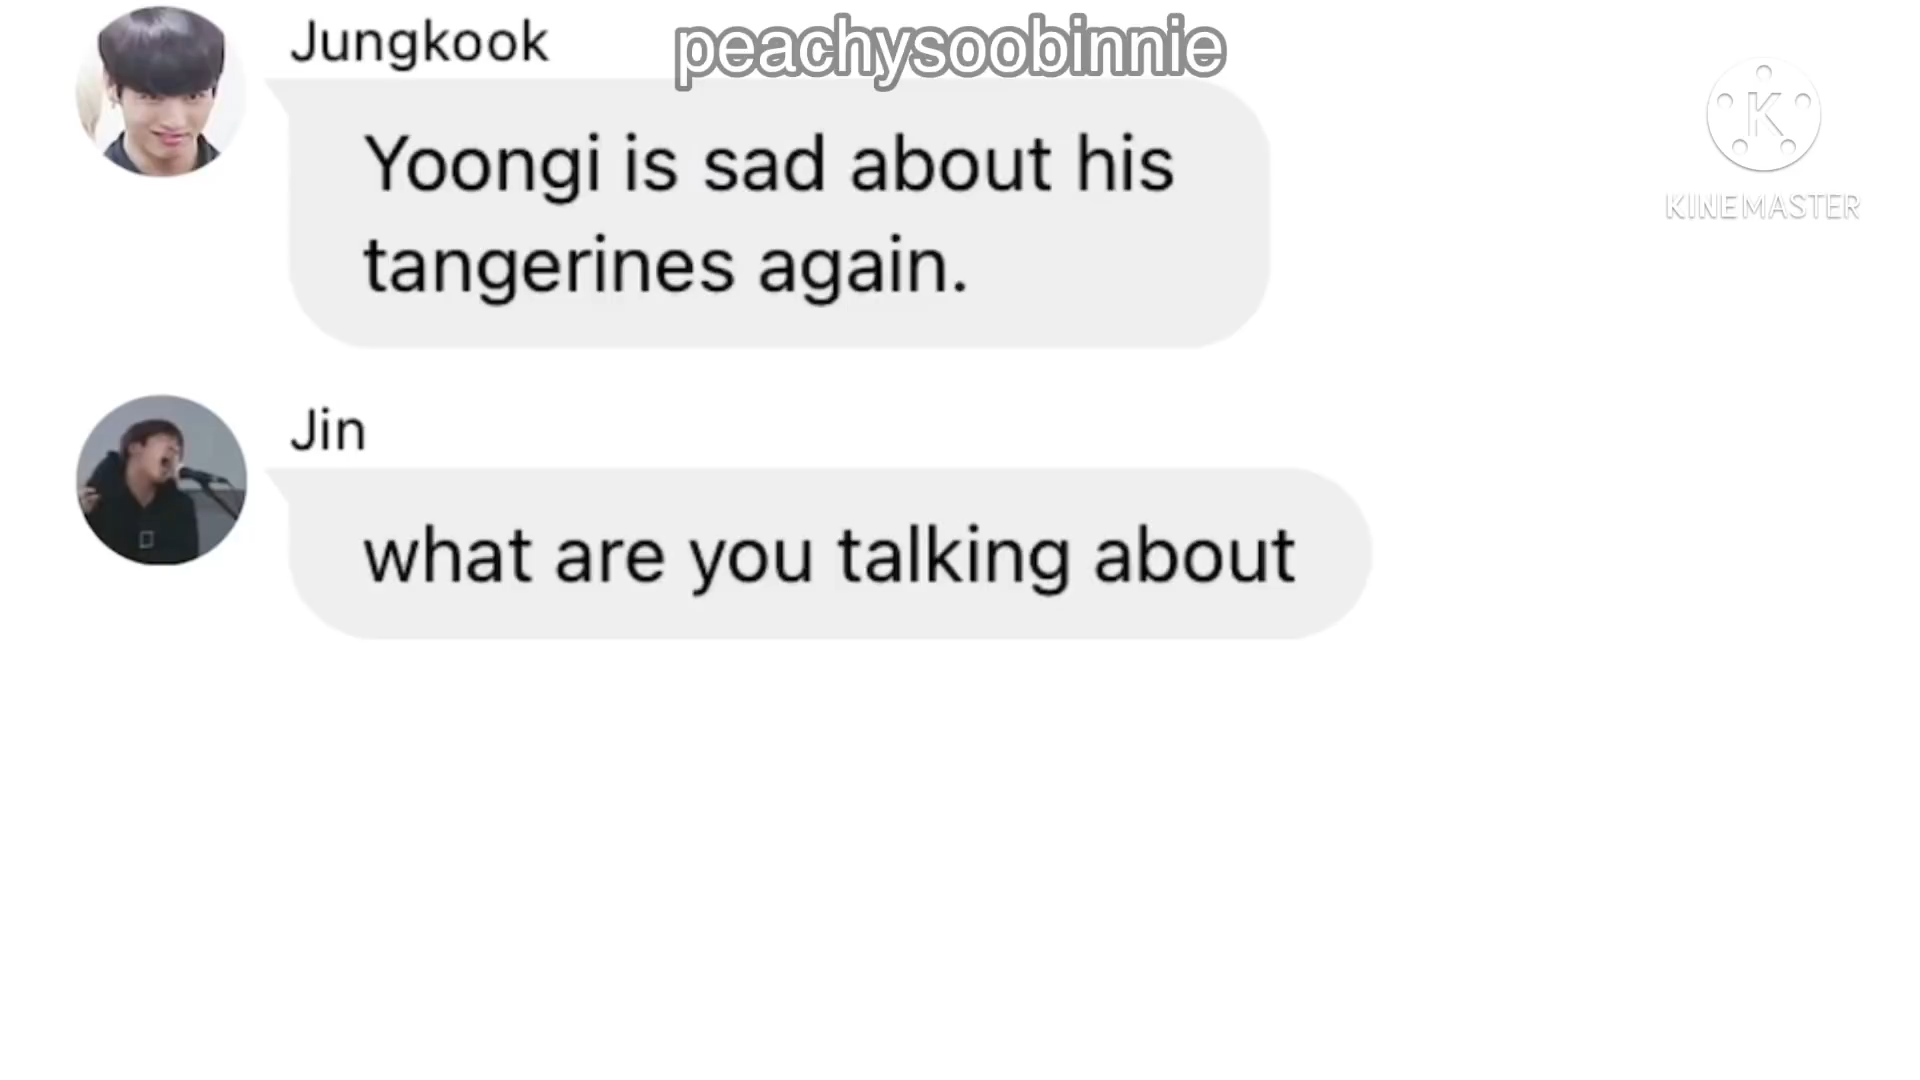 Jungkook
peachysoobinnie
Yoongi is sad about his
tangerines again.
K
KINEMASTER
Jin
what are you talking about